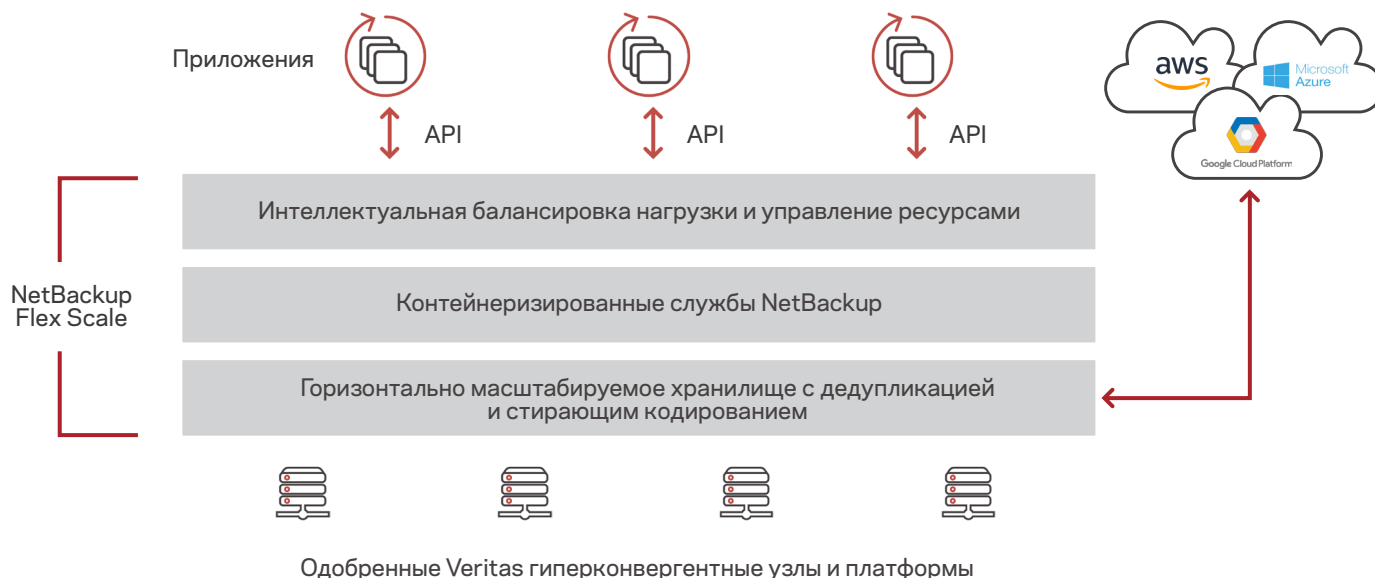 Приложения
API
API
API
aws
Microsoft
Azure
Google Cloud Platform
NetBackup
Flex Scale
Интеллектуальная балансировка нагрузки и управление ресурсами
Контейнеризированные службы NetBackup
Горизонтально масштабируемое хранилище с дедупликацией
и стирающим кодированием
Одобренные Veritas гиперконвергентные узлы и платформы